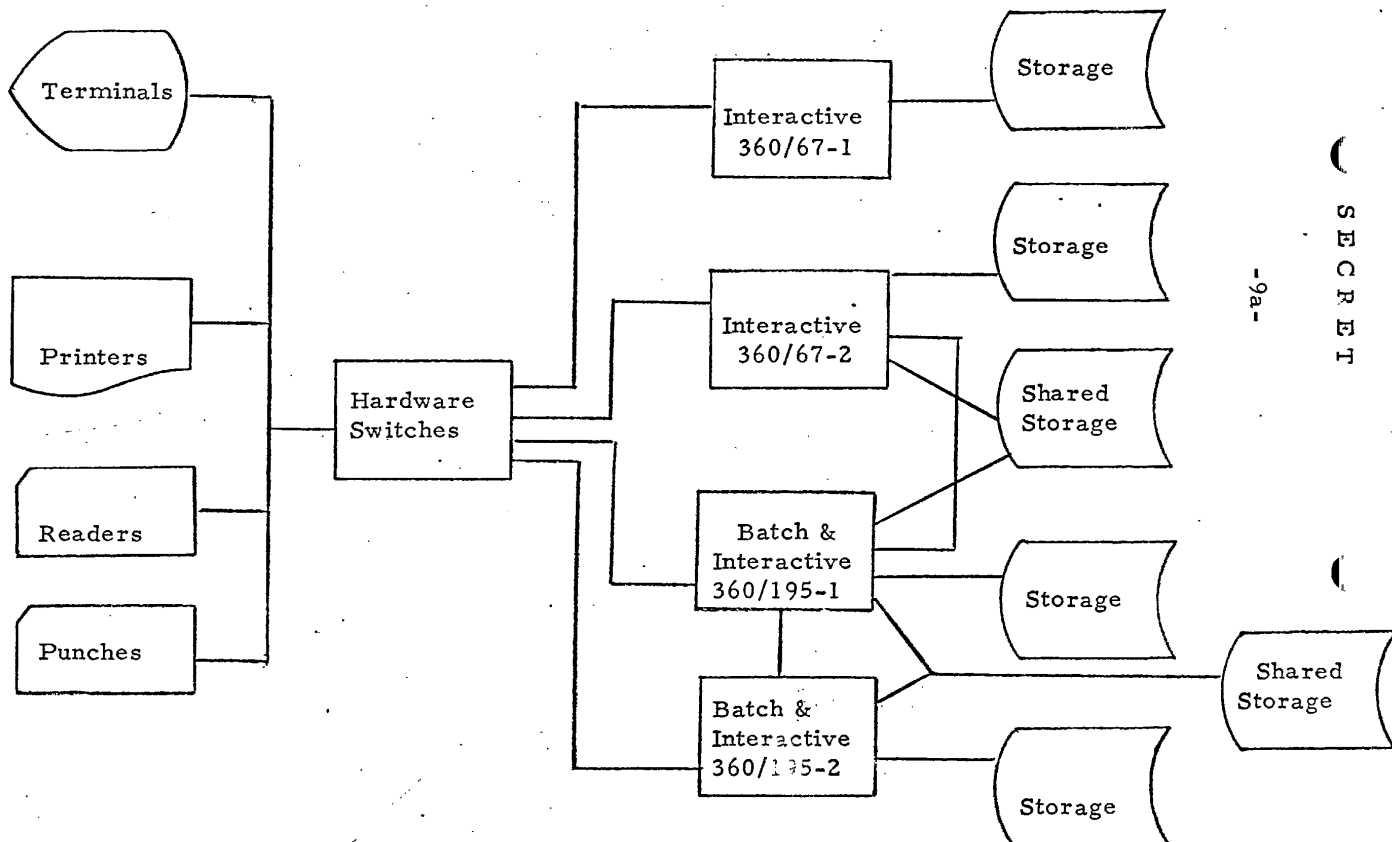 Terminals
Printers
Readers
Punches
Hardware
Switches
Interactive
360/67-1
Interactive
360/67-2
Batch &
Interactive
360/195-1
Batch &
Interactive
360/195-2
Storage
Storage
Shared
Storage
Storage
Shared
Storage
Storage
SECRET
-9a-